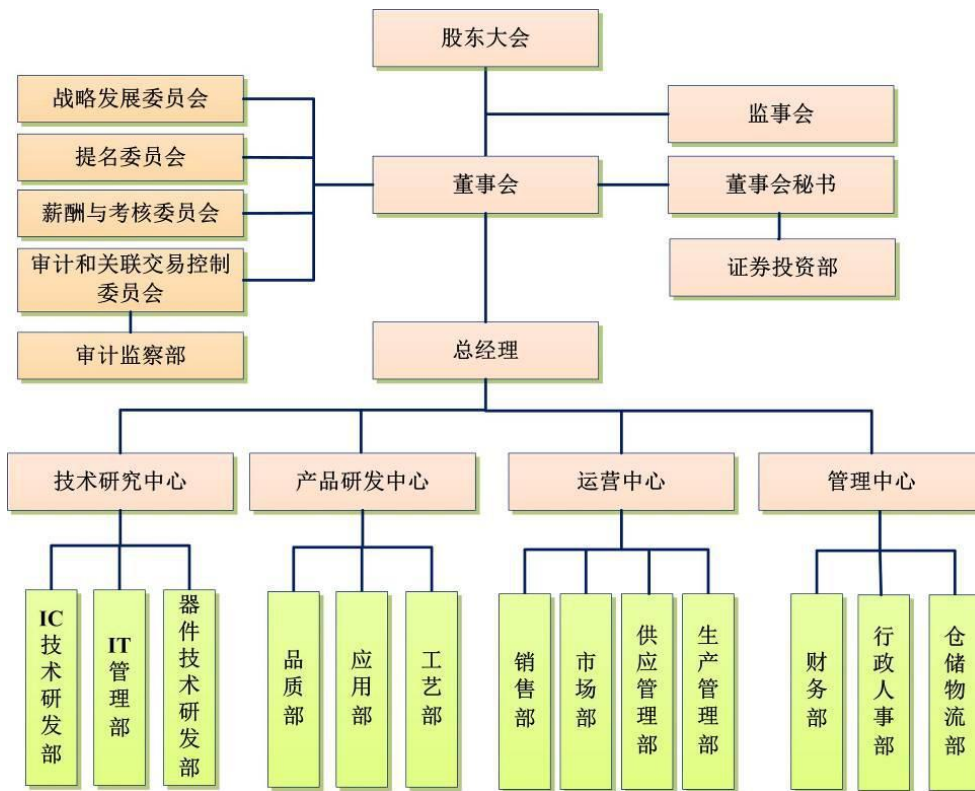 股东大会
战略发展委员会
监事会
提名委员会
董事会
董事会秘书
薪酬与考核委员会
审计和关联交易控制
委员会
证券投资部
审计监察部
总经理
技术研究中心
产品研发中心
运营中心
管理中心
IC技术研发部
IT管理部
器件技术研发部
品质部
应用部
工艺部
销售部
市场部
供应管理部
生产管理部
财务部
行政人事部
仓储物流部